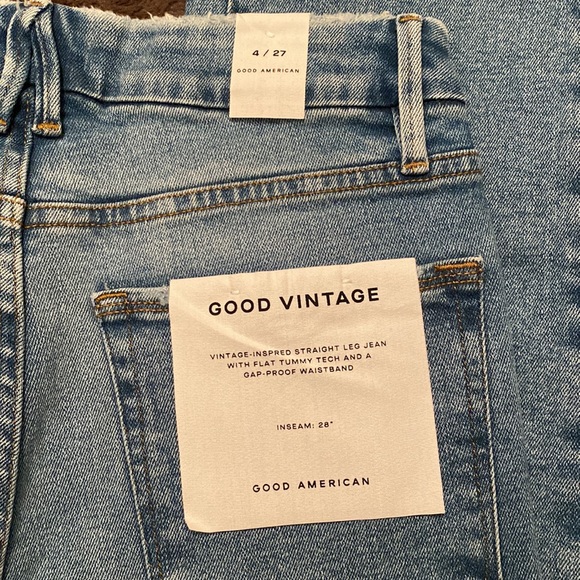 4 / 27
GOOD AMERICAN
GOOD VINTAGE
VINTAGE-INSPRED STRAIGHT LEG JEAN
WITH FLAT TUMMY TECH AND A
GAP-PROOF WAISTBAND
INSEAM: 28"
GOOD AMERICAN